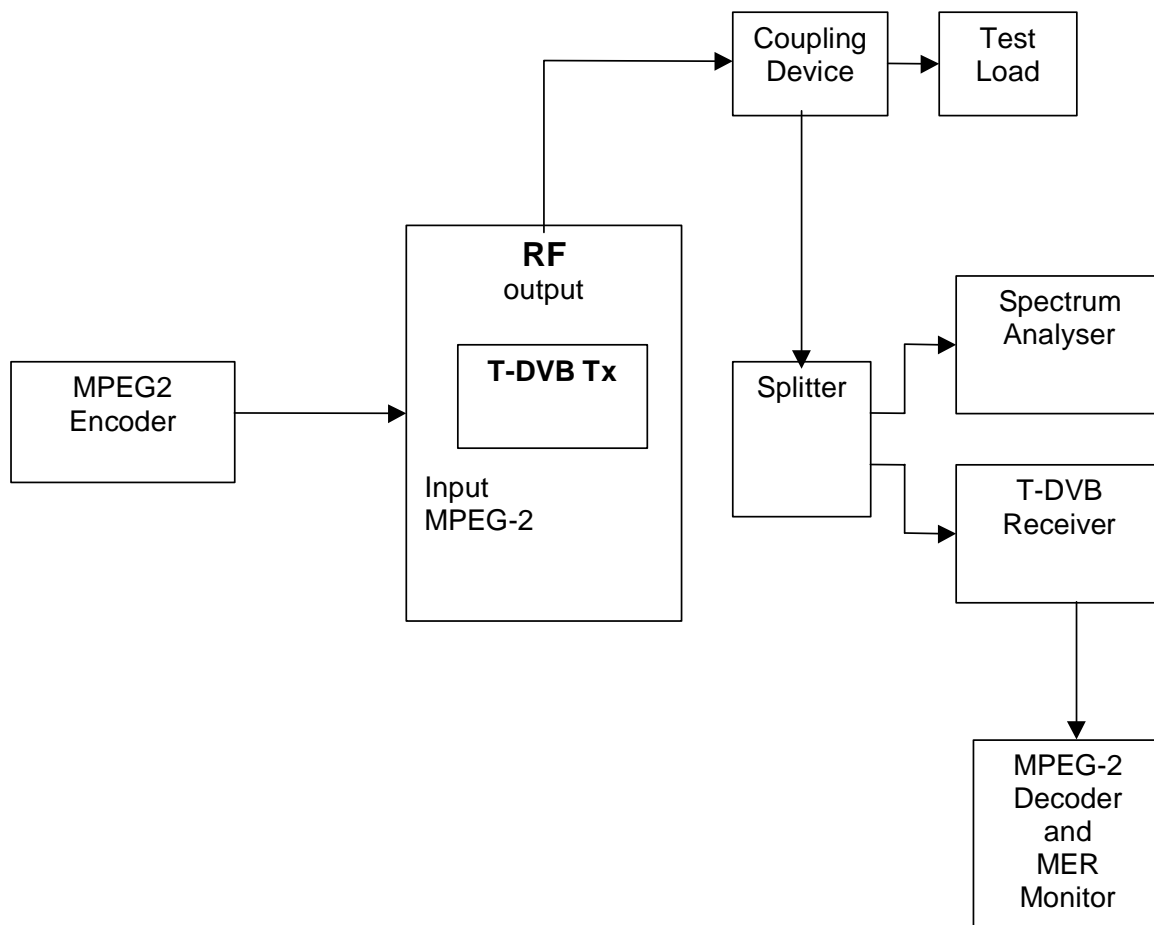 Coupling
Device
Test
Load
RF
output
T-DVB Tx
Input
MPEG-2
MPEG2
Encoder
Splitter
Spectrum
Analyser
T-DVB
Receiver
MPEG-2
Decoder
and
MER
Monitor